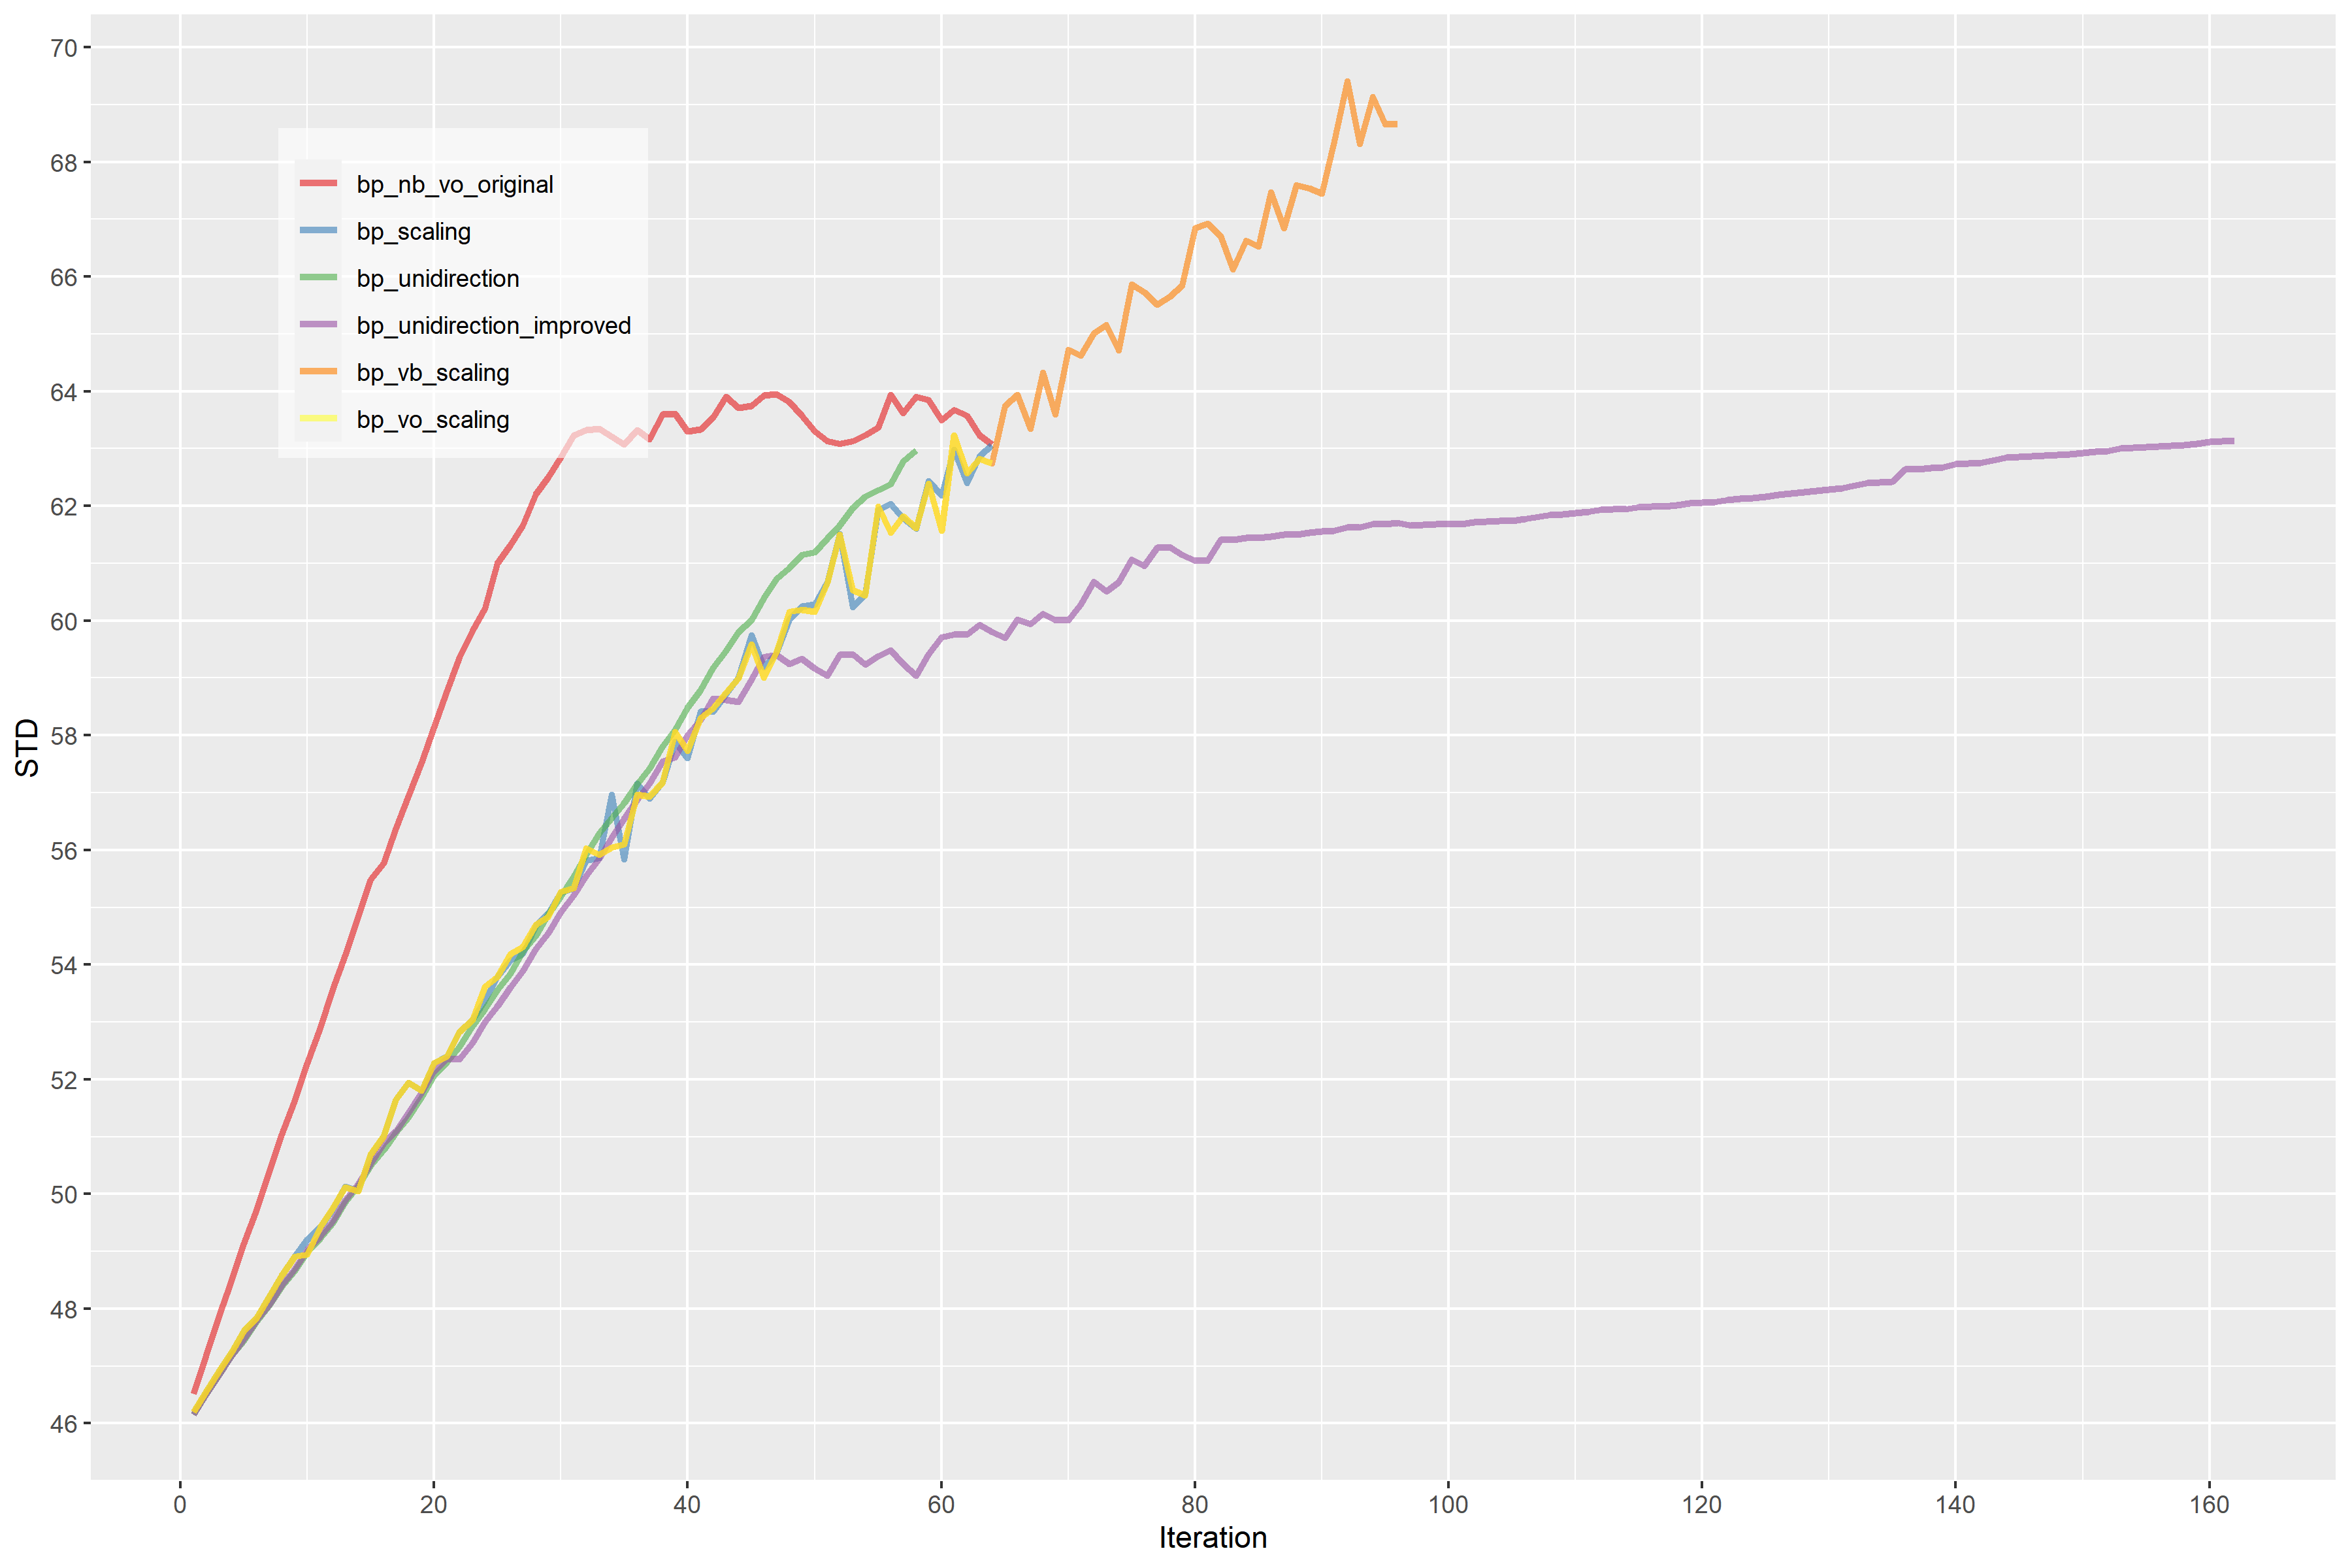 70
68
66
64
62
60
58
56
54
52
50
48
46
STD
bp_nb_vo_original
bp_scaling
bp_unidirection
bp_unidirection_improved
bp_vb_scaling
bp_vo_scaling
0 20 40 60 80 100 120 140 160
Iteration